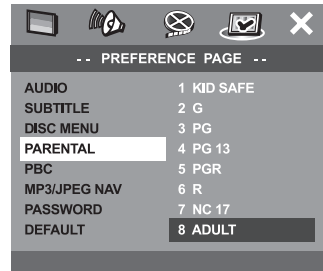 -- PREFERENCE PAGE --
AUDIO 1 KID SAFE
SUBTITLE 2 G
DISC MENU 3 PG
PARENTAL 4 PG 13
PBC 5 PGR
MP3/JPEG NAV 6 R
PASSWORD 7 NC 17
DEFAULT 8 ADULT